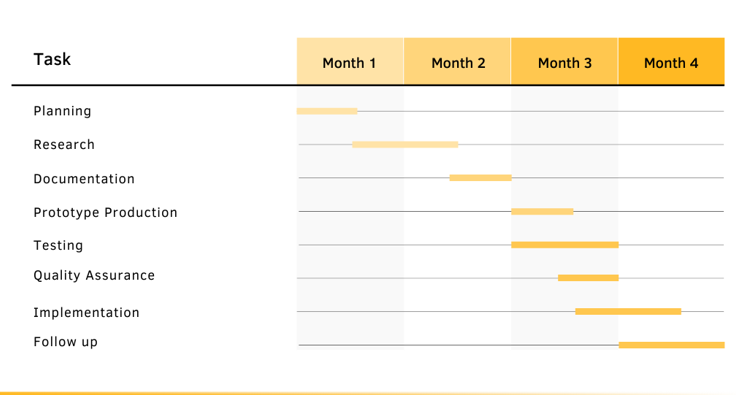 Task
Month 1
Month 2
Month 3
Month 4
Planning
Research
Documentation
Prototype Production
Testing
Quality Assurance
Implementation
Follow up